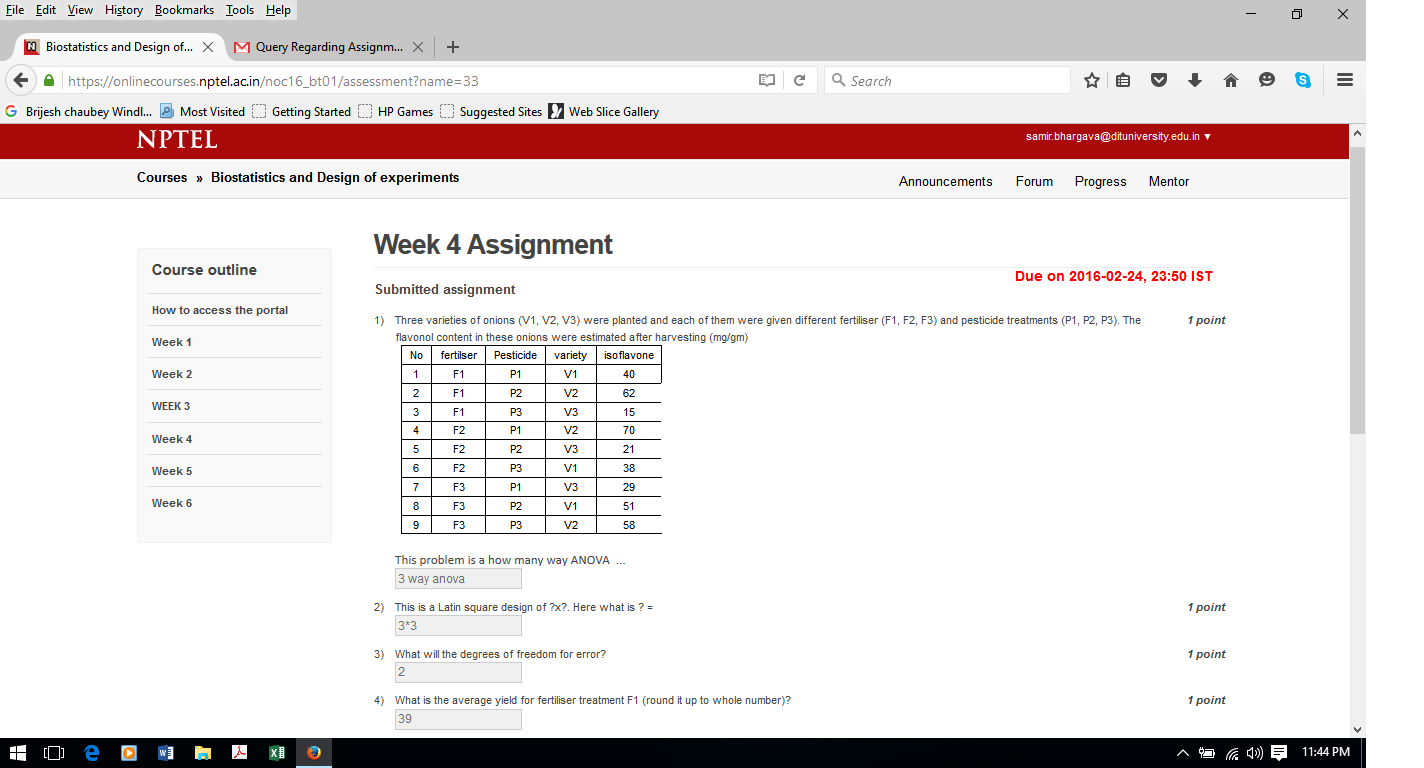 File Edit View History Bookmarks Tools Help
Biostatistics and Design of... Query Regarding Assignm...
https://onlinecourses.nptel.ac.in/noc16_bt01/assessment?name=33 Search
Brijesh chaubey Windl... Most Visited Getting Started HP Games Suggested Sites Web Slice Gallery
NPTEL samir.bhargava@dituniversity.edu.in ▼
Courses » Biostatistics and Design of experiments Announcements Forum Progress Mentor
Course outline
How to access the portal
Week 1
Week 2
WEEK 3
Week 4
Week 5
Week 6
Week 4 Assignment
Due on 2016-02-24, 23:50 IST
Submitted assignment
1) Three varieties of onions (V1, V2, V3) were planted and each of them were given different fertiliser (F1, F2, F3) and pesticide treatments (P1, P2, P3). The 1 point
flavonol content in these onions were estimated after harvesting (mg/gm)
No fertilser Pesticide variety isoflavone
1 F1 P1 V1 40
2 F1 P2 V2 62
3 F1 P3 V3 15
4 F2 P1 V2 70
5 F2 P2 V3 21
6 F2 P3 V1 38
7 F3 P1 V3 29
8 F3 P2 V1 51
9 F3 P3 V2 58
This problem is a how many way ANOVA ...
3 way anova
2) This is a Latin square design of ?x?. Here what is ? = 1 point
3*3
3) What will the degrees of freedom for error? 1 point
2
4) What is the average yield for fertiliser treatment F1 (round it up to whole number)? 1 point
39
11:44 PM